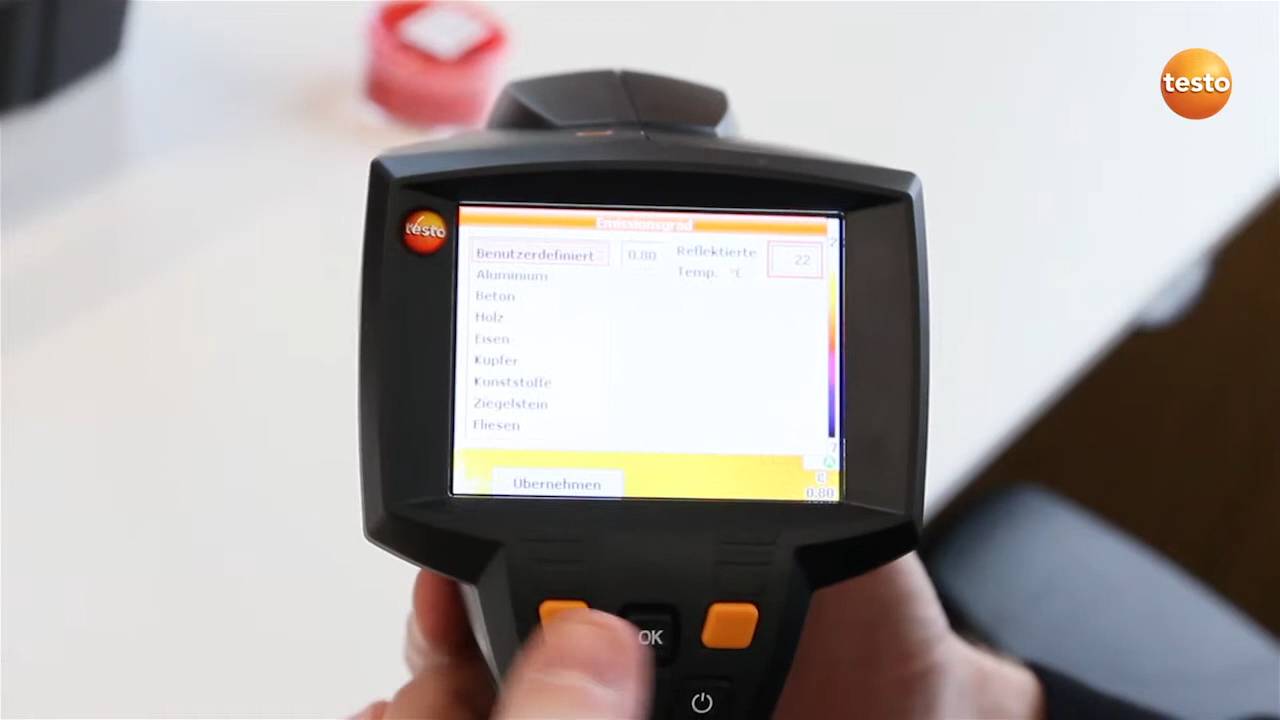 testo
testo
Emissionsgrad
Benutzerdefiniert 0.80 Reflektierte 22
Temp. °C
Aluminium
Beton
Holz
Eisen
Kupfer
Kunststoffe
Ziegelstein
Fliesen
7
Übernehmen
0.80
OK